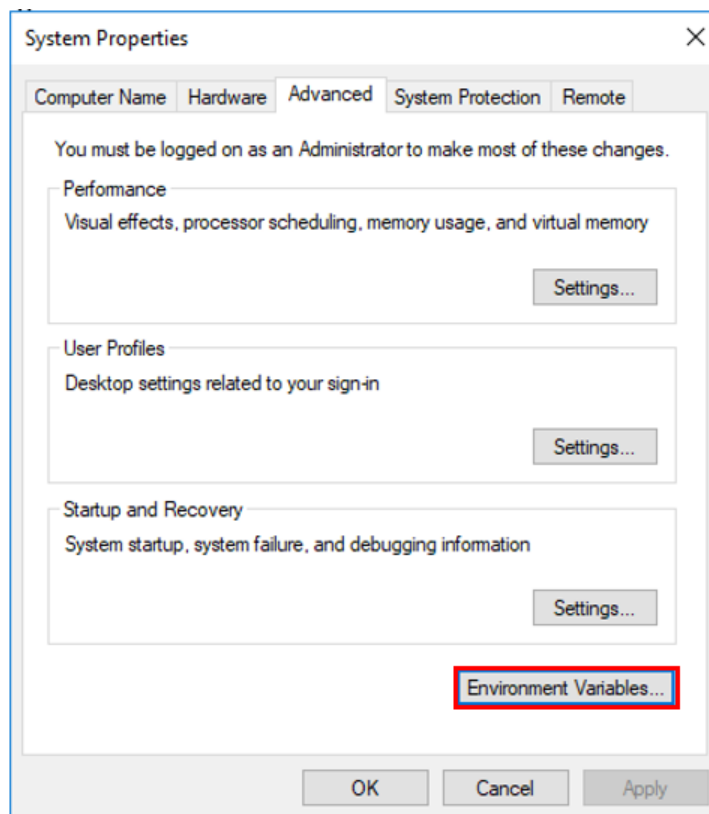 System Properties
Computer Name Hardware Advanced System Protection Remote
You must be logged on as an Administrator to make most of these changes.
Performance
Visual effects, processor scheduling, memory usage, and virtual memory
Settings...
User Profiles
Desktop settings related to your sign-in
Settings...
Startup and Recovery
System startup, system failure, and debugging information
Settings...
Environment Variables...
OK Cancel Apply